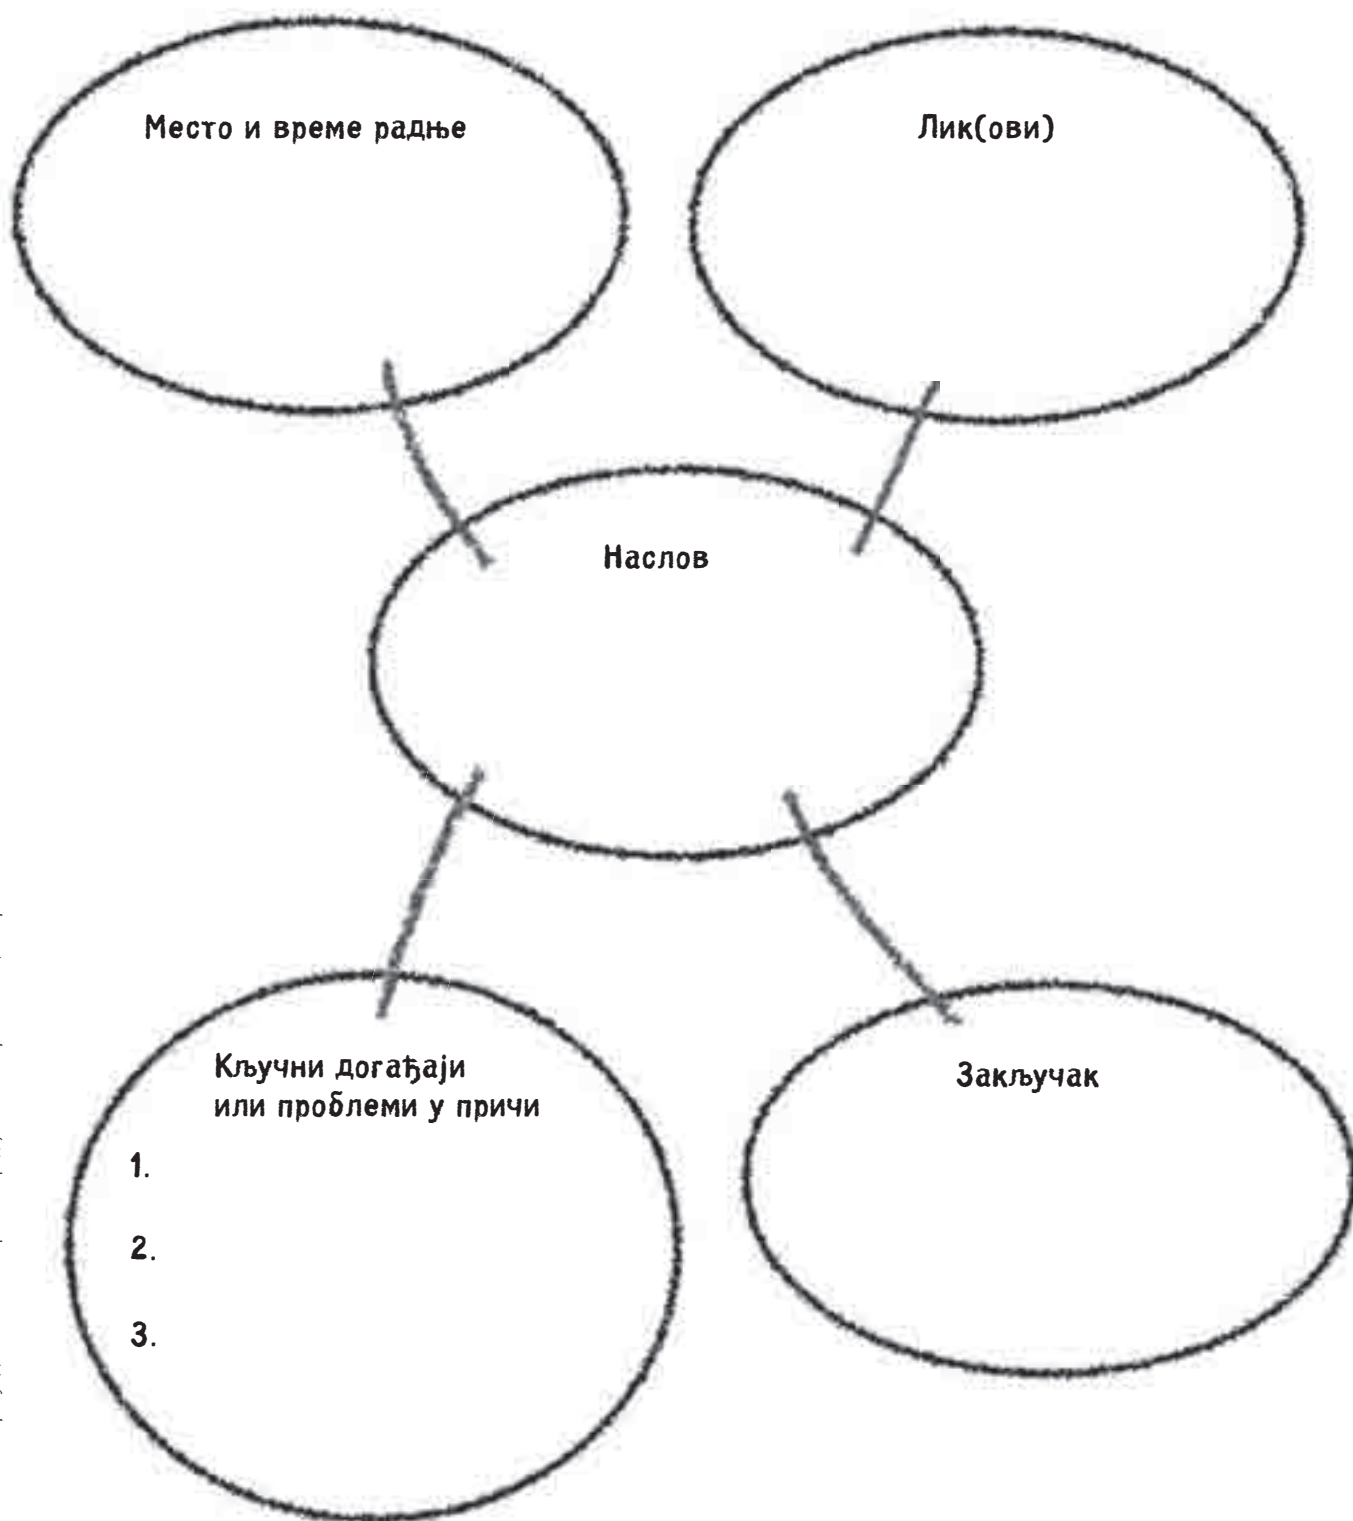 Место и време радње
Лик(ови)
Наслов
Кључни догађаји
или проблеми у причи
1.
2.
3.
Закључак